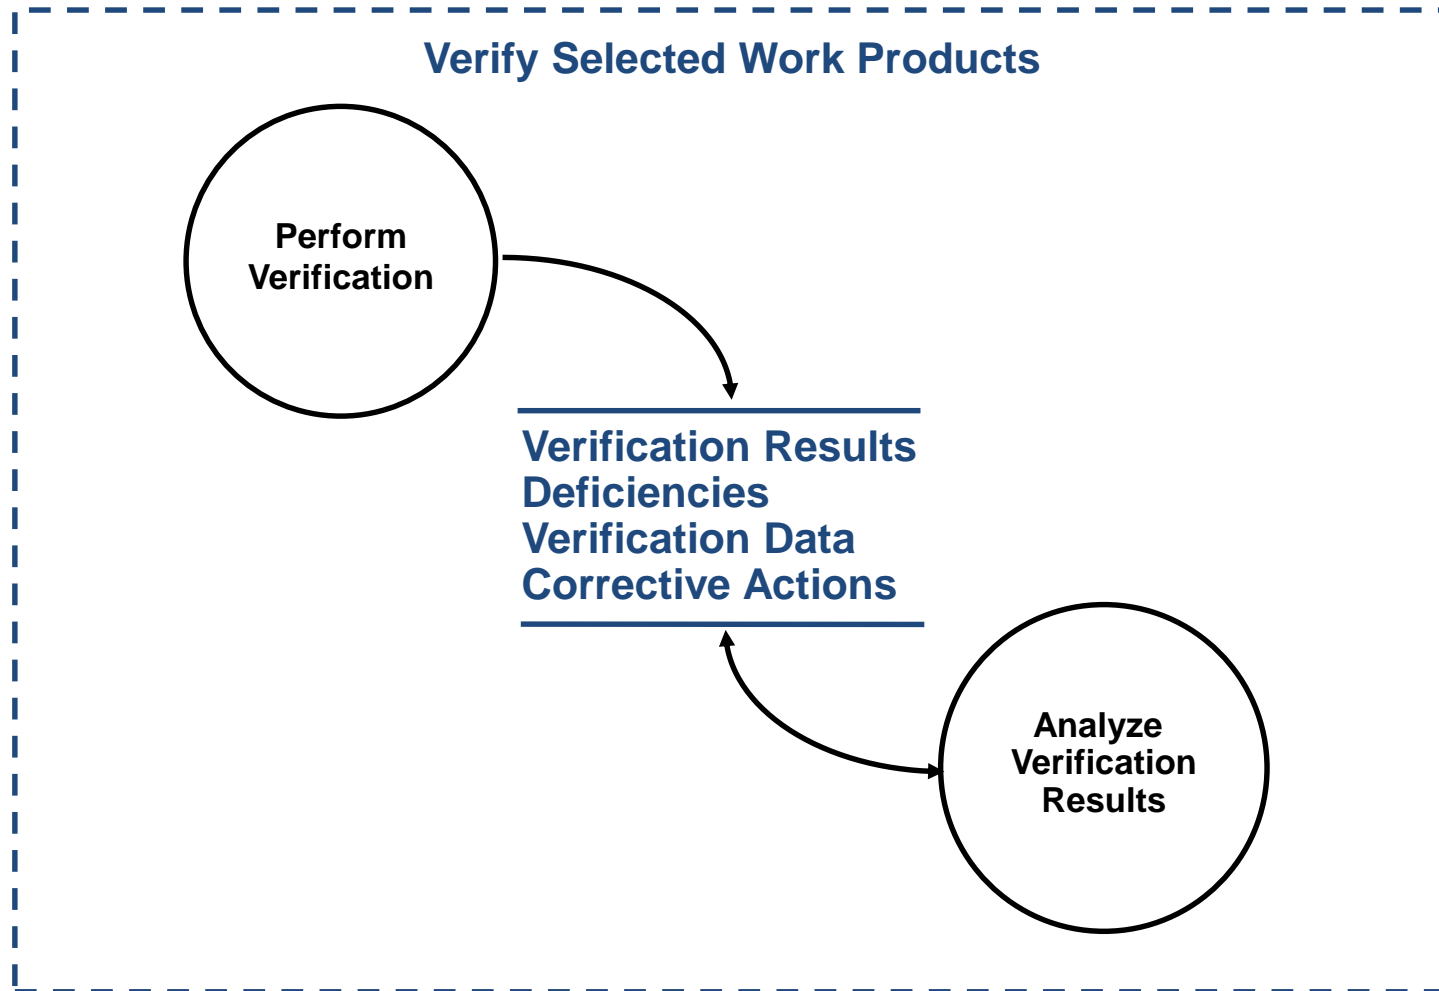 Verify Selected Work Products
Perform
Verification
Verification Results
Deficiencies
Verification Data
Corrective Actions
Analyze
Verification
Results